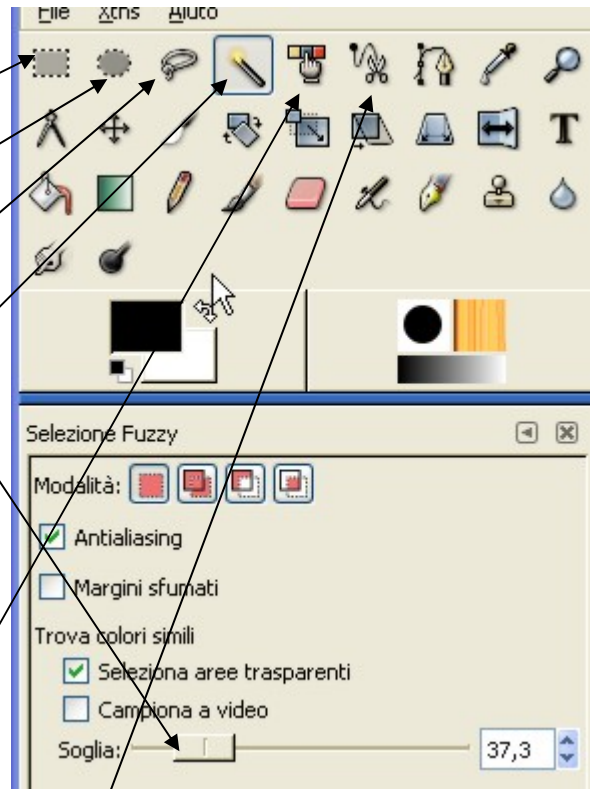 File Xtns Aiuto
T
Selezione Fuzzy
Modalità:
Antialiasing
Margini sfumati
Trova colori simili
Seleziona aree trasparenti
Campiona a video
Soglia: 37,3